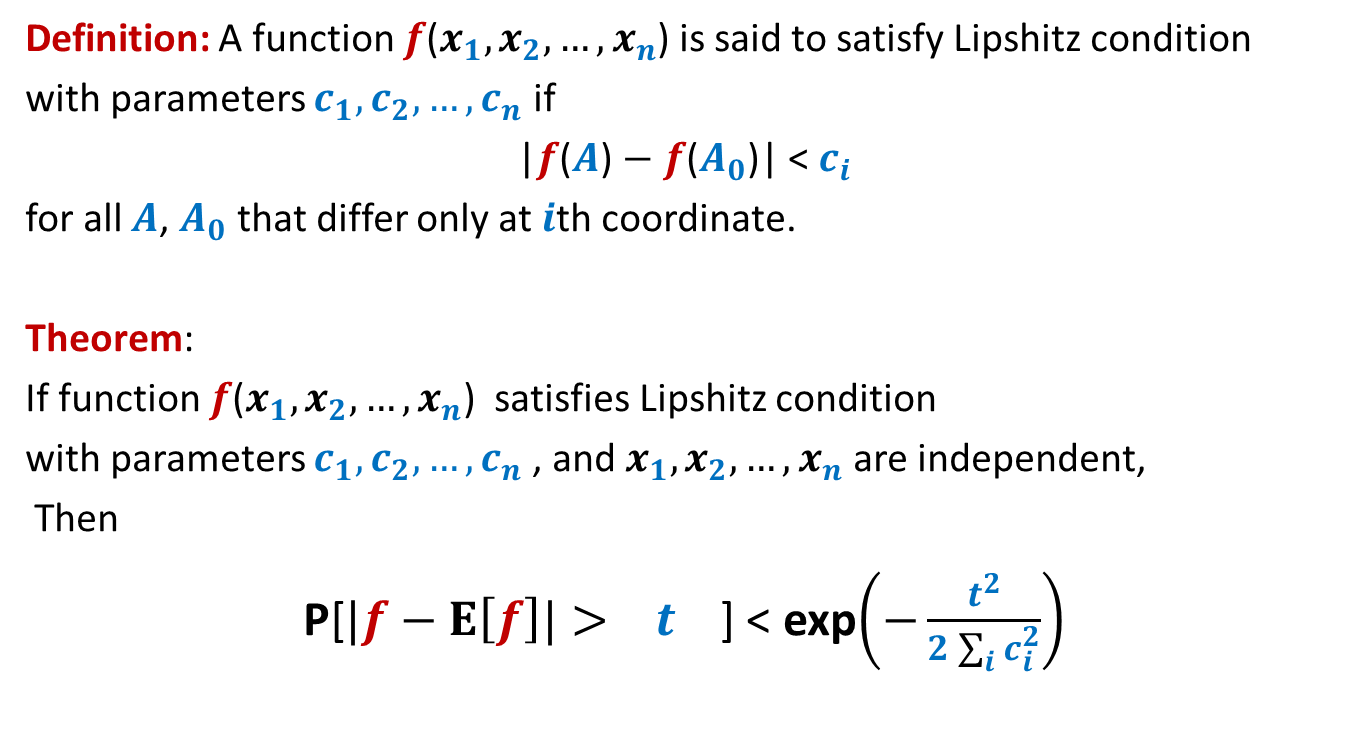 Definition: A function f(x₁, x₂, … , xₙ) is said to satisfy Lipshitz condition
with parameters c₁, c₂, … , cₙ if
|f(A) − f(A₀)| < cᵢ
for all A, A₀ that differ only at ith coordinate.
Theorem:
If function f(x₁, x₂, … , xₙ) satisfies Lipshitz condition
with parameters c₁, c₂, … , cₙ , and x₁, x₂, … , xₙ are independent,
Then
P[|f − E[f]| > t ] < exp(− t² / 2 ∑ᵢ cᵢ²)